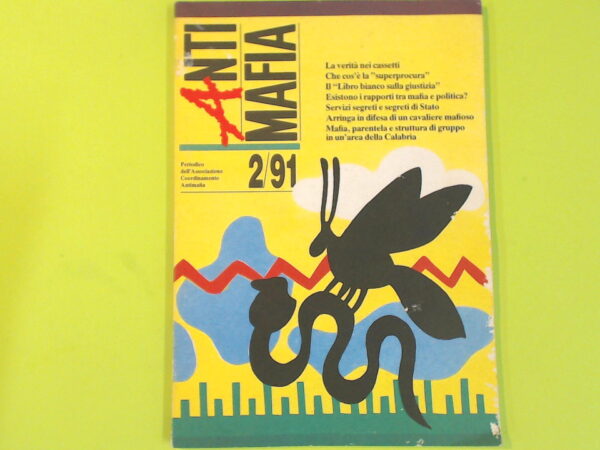 ANTI
MAFIA
2/91
Periodico
dell'Associazione
Coordinamento
Antimafia
La verità nei cassetti
Che cos'è la "superprocura"
Il "Libro bianco sulla giustizia"
Esistono i rapporti tra mafia e politica?
Servizi segreti e segreti di Stato
Arringa in difesa di un cavaliere mafioso
Mafia, parentela e struttura di gruppo
in un'area della Calabria